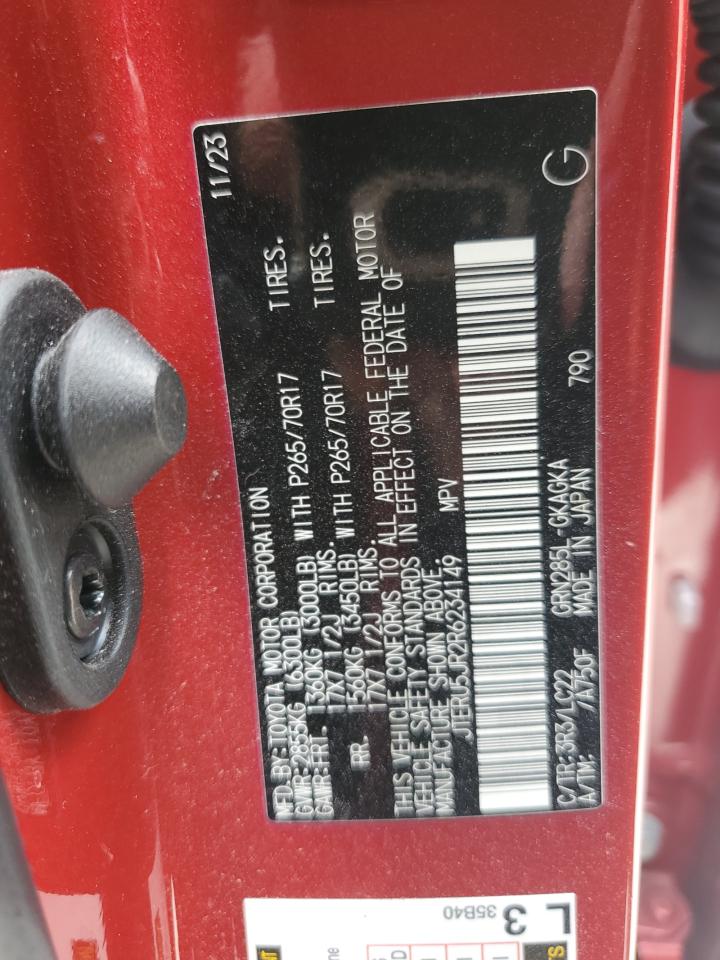 MFD.BY:TOYOTA MOTOR CORPORATION 11/23
GVWR:2855KG (6300LB)
GAWR:FRT. 1360KG (3000LB) WITH P265/70R17 TIRES.
17X7 1/2J RIMS.
RR. 1560KG (3450LB) WITH P265/70R17 TIRES.
17X7 1/2J RIMS.
THIS VEHICLE CONFORMS TO ALL APPLICABLE FEDERAL MOTOR
VEHICLE SAFETY STANDARDS IN EFFECT ON THE DATE OF
MANUFACTURE SHOWN ABOVE.
JTERU5JR2R6234149 MPV
C/TR:3R3/LC22 GRN285L-GKAGKA 790 G
A/TM: /A750F MADE IN JAPAN
L3
35B40